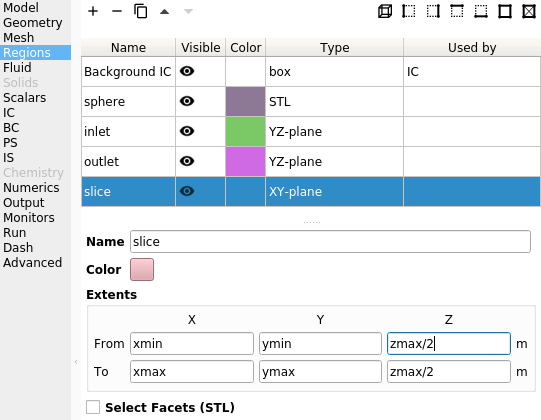 Model
Geometry
Mesh
Regions
Fluid
Solids
Scalars
IC
BC
PS
IS
Chemistry
Numerics
Output
Monitors
Run
Dash
Advanced
Name Visible Color Type Used by
Background IC box IC
sphere STL
inlet YZ-plane
outlet YZ-plane
slice XY-plane
Name slice
Color
Extents
X Y Z
From xmin ymin zmax/2 m
To xmax ymax zmax/2 m
Select Facets (STL)